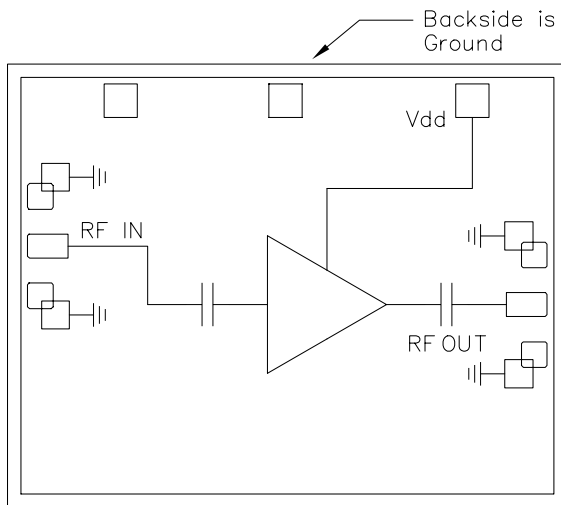 Backside is
Ground
Vdd
RF IN
RF OUT